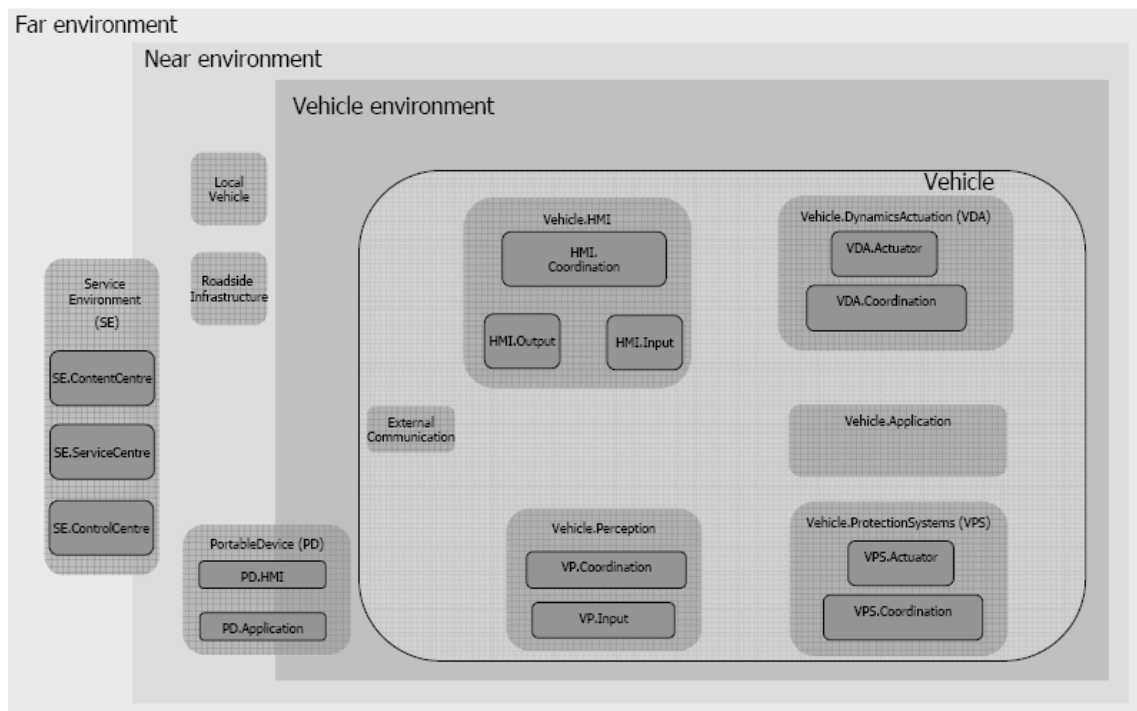 Far environment
Near environment
Vehicle environment
Vehicle
Local
Vehicle
Roadside
Infrastructure
Service
Environment
(SE)
SE.ContentCentre
SE.ServiceCentre
SE.ControlCentre
PortableDevice (PD)
PD.HMI
PD.Application
External
Communication
Vehicle.HMI
HMI.
Coordination
HMI.Output
HMI.Input
Vehicle.DynamicsActuation (VDA)
VDA.Actuator
VDA.Coordination
Vehicle.Application
Vehicle.Perception
VP.Coordination
VP.Input
Vehicle.ProtectionSystems (VPS)
VPS.Actuator
VPS.Coordination